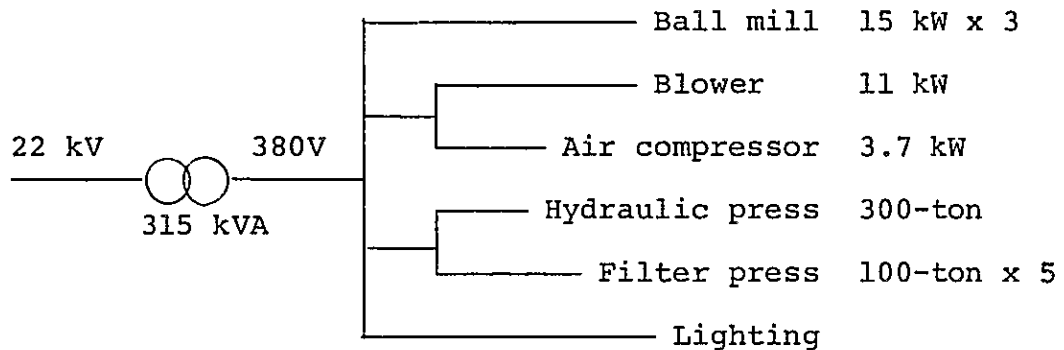 Ball mill 15 kW x 3
Blower 11 kW
22 kV 380V Air compressor 3.7 kW
315 kVA Hydraulic press 300-ton
Filter press 100-ton x 5
Lighting